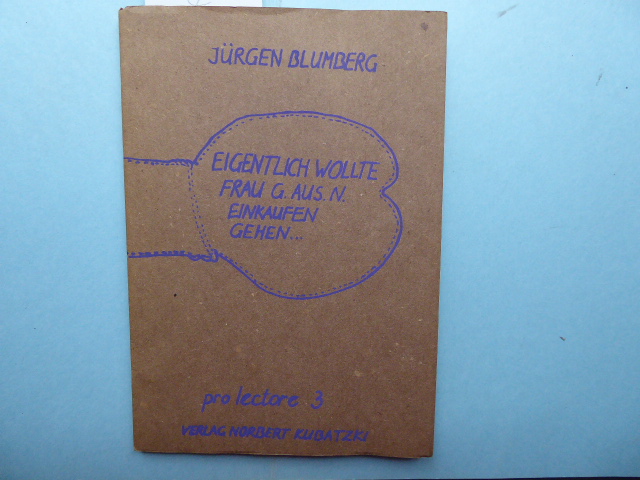 JÜRGEN BLUMBERG
EIGENTLICH WOLLTE
FRAU G. AUS. N.
EINKAUFEN
GEHEN...
pro lectore 3
VERLAG NORBERT KUBATZKI